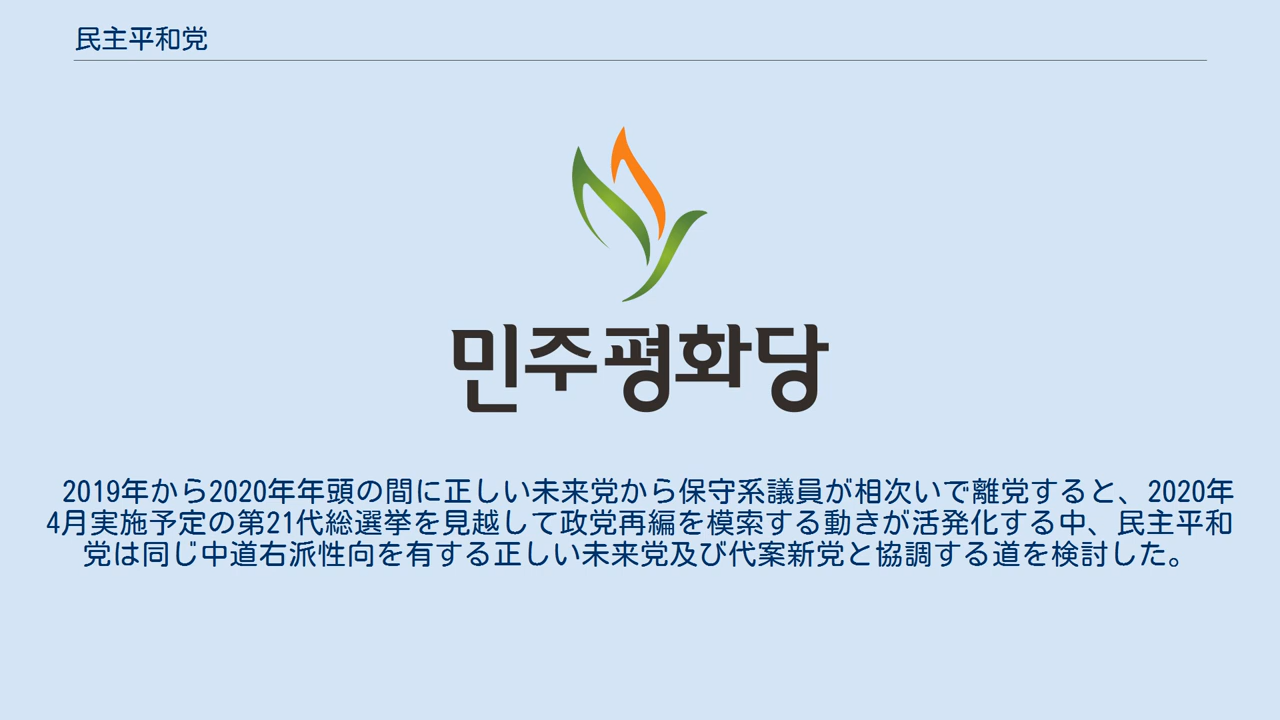 民主平和党
민주평화당
2019年から2020年年頭の間に正しい未来党から保守系議員が相次いで離党すると、2020年
4月実施予定の第21代総選挙を見越して政党再編を模索する動きが活発化する中、民主平和
党は同じ中道右派性向を有する正しい未来党及び代案新党と協調する道を検討した。